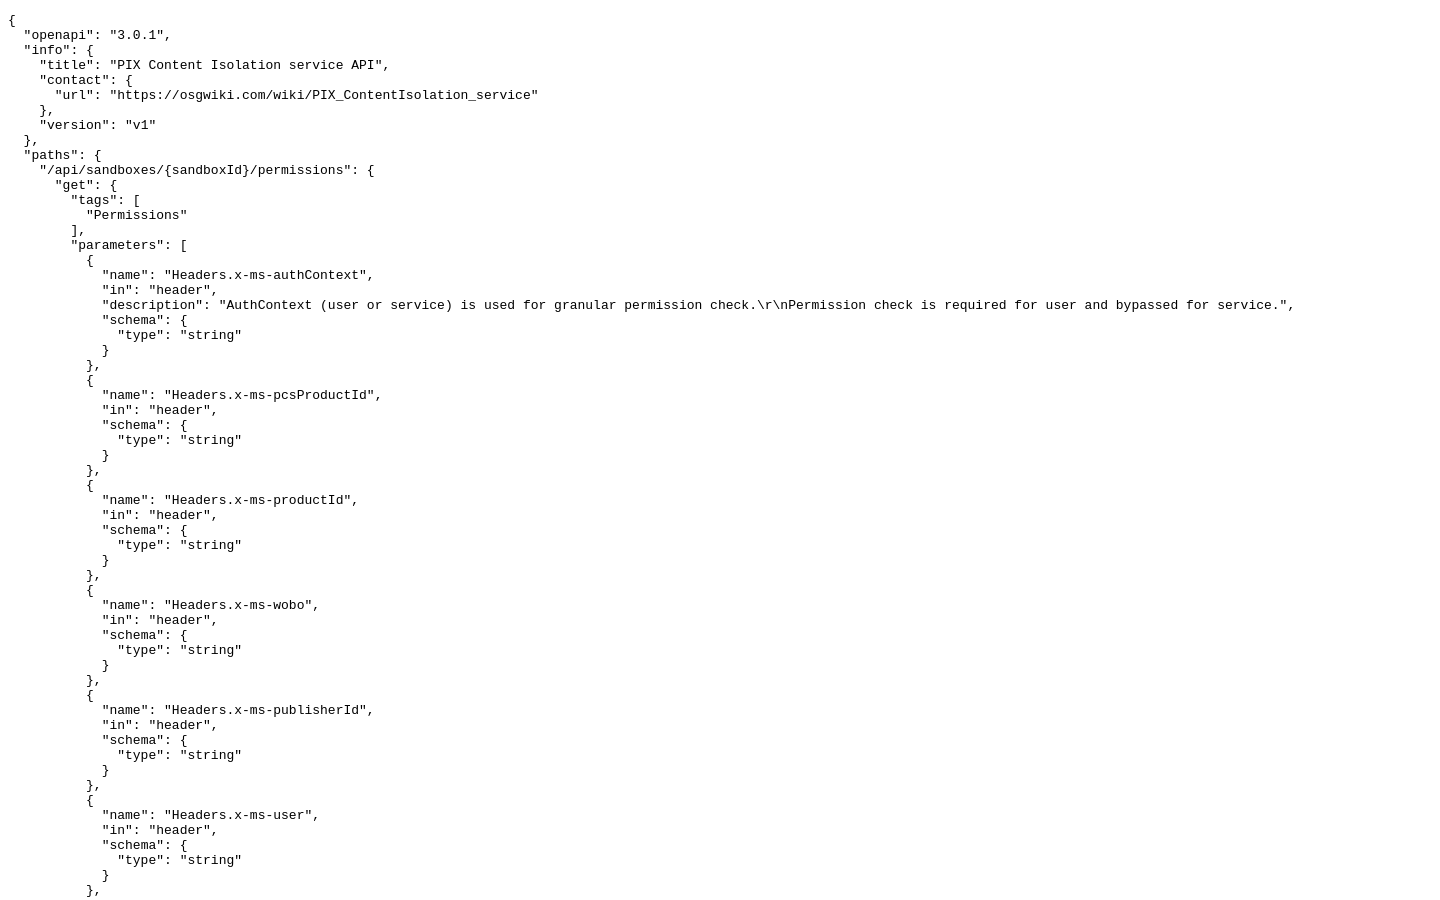 {
  "openapi": "3.0.1",
  "info": {
    "title": "PIX Content Isolation service API",
    "contact": {
      "url": "https://osgwiki.com/wiki/PIX_ContentIsolation_service"
    },
    "version": "v1"
  },
  "paths": {
    "/api/sandboxes/{sandboxId}/permissions": {
      "get": {
        "tags": [
          "Permissions"
        ],
        "parameters": [
          {
            "name": "Headers.x-ms-authContext",
            "in": "header",
            "description": "AuthContext (user or service) is used for granular permission check.\r\nPermission check is required for user and bypassed for service.",
            "schema": {
              "type": "string"
            }
          },
          {
            "name": "Headers.x-ms-pcsProductId",
            "in": "header",
            "schema": {
              "type": "string"
            }
          },
          {
            "name": "Headers.x-ms-productId",
            "in": "header",
            "schema": {
              "type": "string"
            }
          },
          {
            "name": "Headers.x-ms-wobo",
            "in": "header",
            "schema": {
              "type": "string"
            }
          },
          {
            "name": "Headers.x-ms-publisherId",
            "in": "header",
            "schema": {
              "type": "string"
            }
          },
          {
            "name": "Headers.x-ms-user",
            "in": "header",
            "schema": {
              "type": "string"
            }
          },